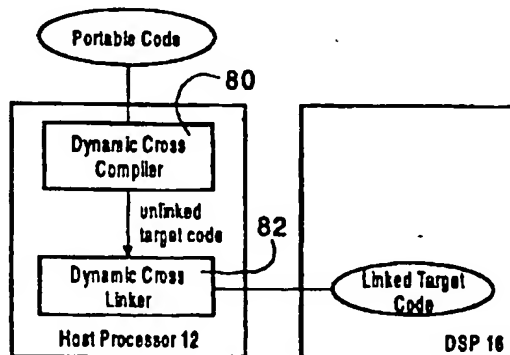 Portable Code
80
Dynamic Cross
Compiler
unlinked
target code
82
Dynamic Cross
Linker
Linked Target
Code
Host Processor 12
DSP 16